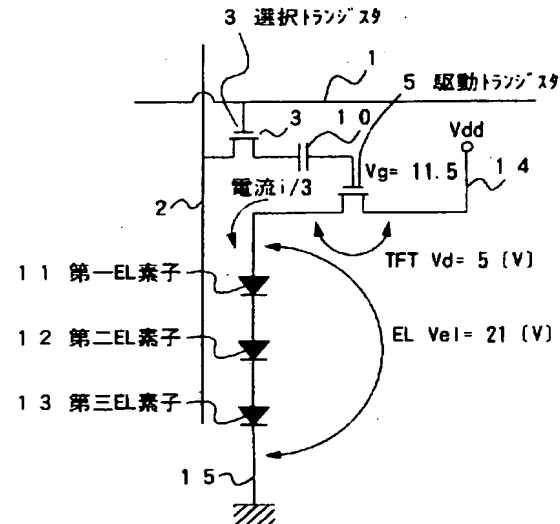 3 選択トランジスタ
1
5 駆動トランジスタ
3
10
Vdd
Vg= 11.5
14
2
電流i/3
TFT Vd= 5 (V)
11 第一EL素子
EL Vel= 21 (V)
12 第二EL素子
13 第三EL素子
15